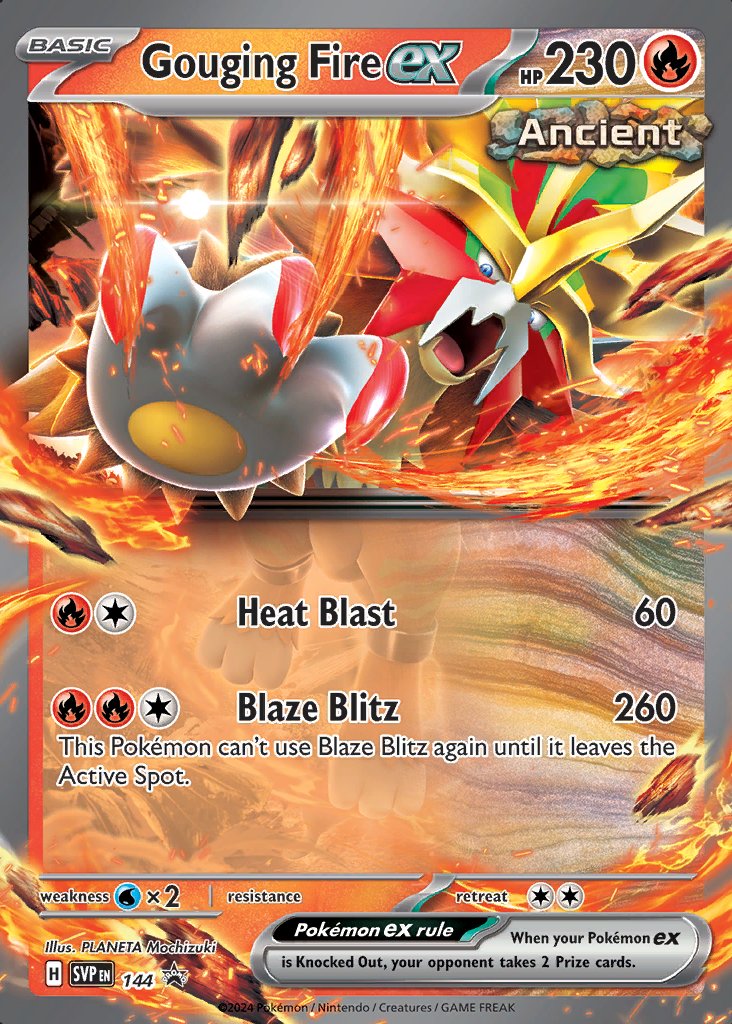 BASIC Gouging Fire ex HP 230
Ancient
Heat Blast 60
Blaze Blitz 260
This Pokémon can't use Blaze Blitz again until it leaves the
Active Spot.
weakness ×2 resistance retreat
Illus. PLANETA Mochizuki
Pokémon ex rule When your Pokémon ex
is Knocked Out, your opponent takes 2 Prize cards.
H SVP EN 144 PROMO
©2024 Pokémon / Nintendo / Creatures / GAME FREAK